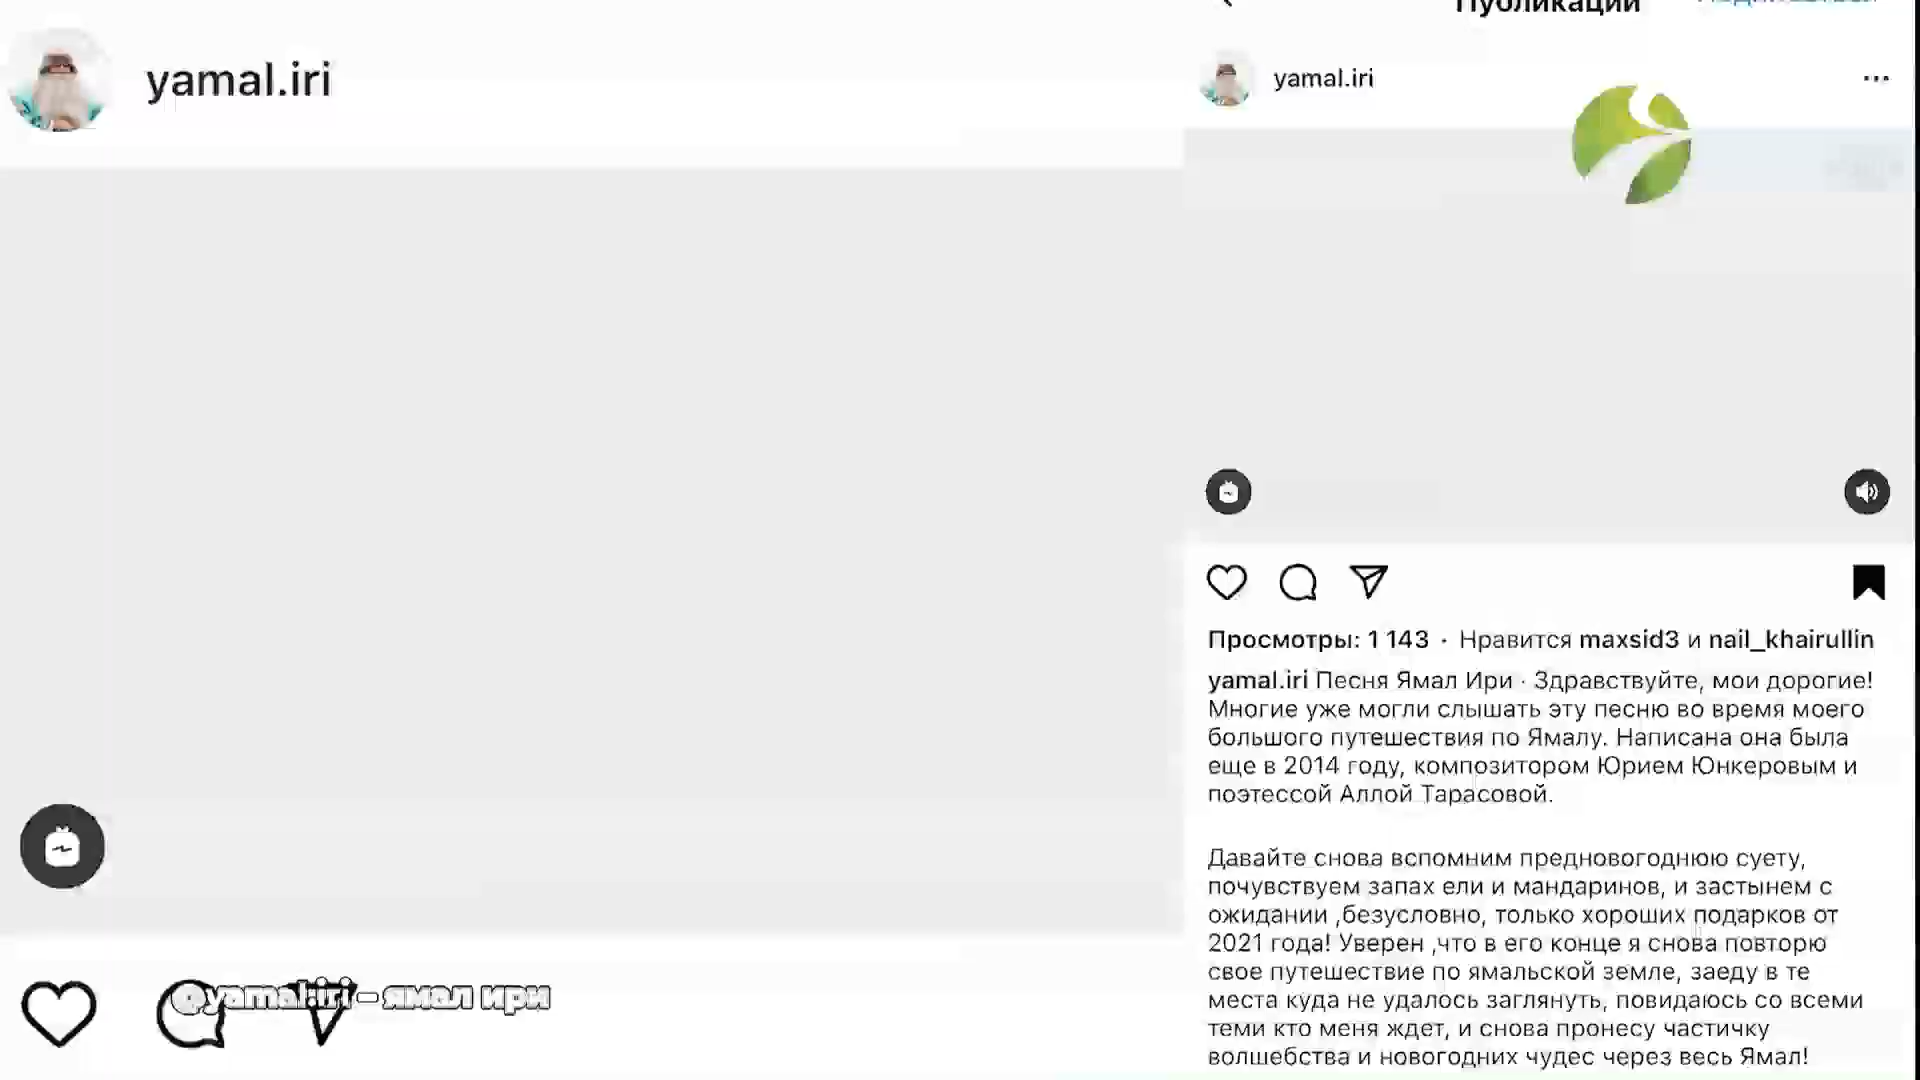 yamal.iri
@yamal.iri - ямал ири
Публикации
yamal.iri
Просмотры: 1 143 · Нравится maxsid3 и nail_khairullin
yamal.iri Песня Ямал Ири · Здравствуйте, мои дорогие!
Многие уже могли слышать эту песню во время моего
большого путешествия по Ямалу. Написана она была
еще в 2014 году, композитором Юрием Юнкеровым и
поэтессой Аллой Тарасовой.
Давайте снова вспомним предновогоднюю суету,
почувствуем запах ели и мандаринов, и застынем с
ожидании ,безусловно, только хороших подарков от
2021 года! Уверен ,что в его конце я снова повторю
свое путешествие по ямальской земле, заеду в те
места куда не удалось заглянуть, повидаюсь со всеми
теми кто меня ждет, и снова пронесу частичку
волшебства и новогодних чудес через весь Ямал!